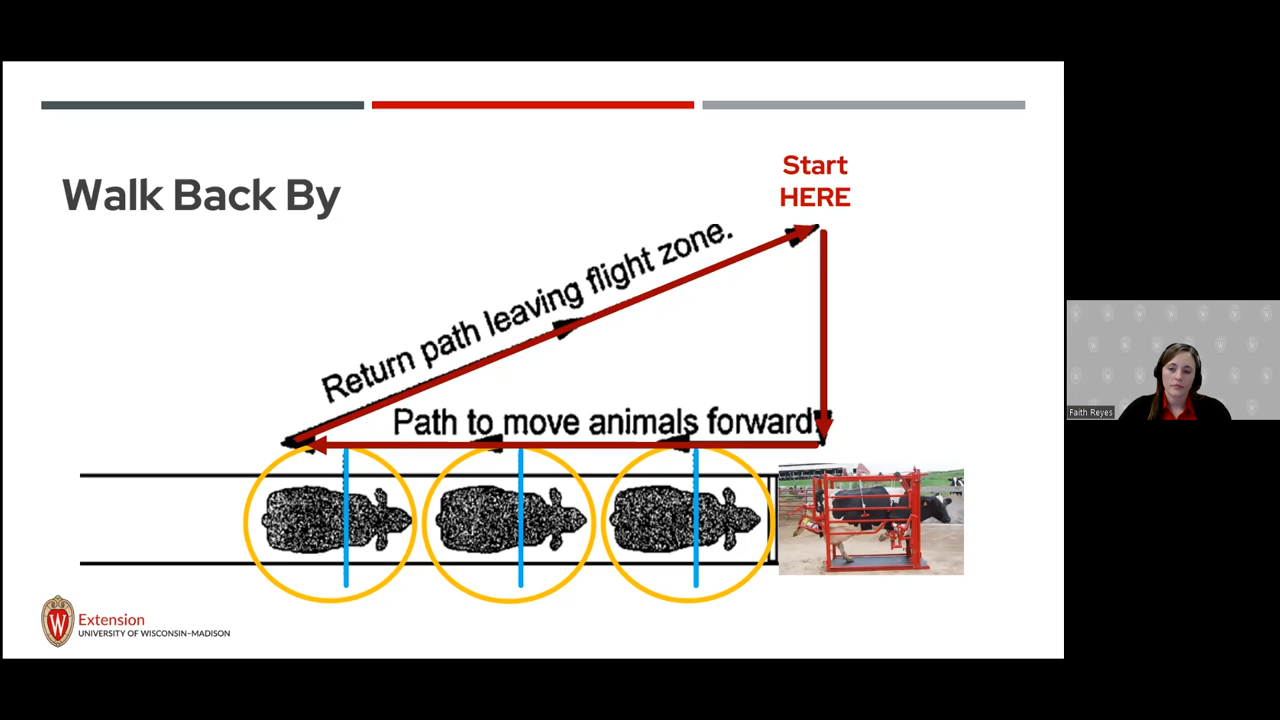 Walk Back By
Start
HERE
Return path leaving flight zone.
Path to move animals forward
Extension
UNIVERSITY OF WISCONSIN–MADISON
W
Faith Reyes